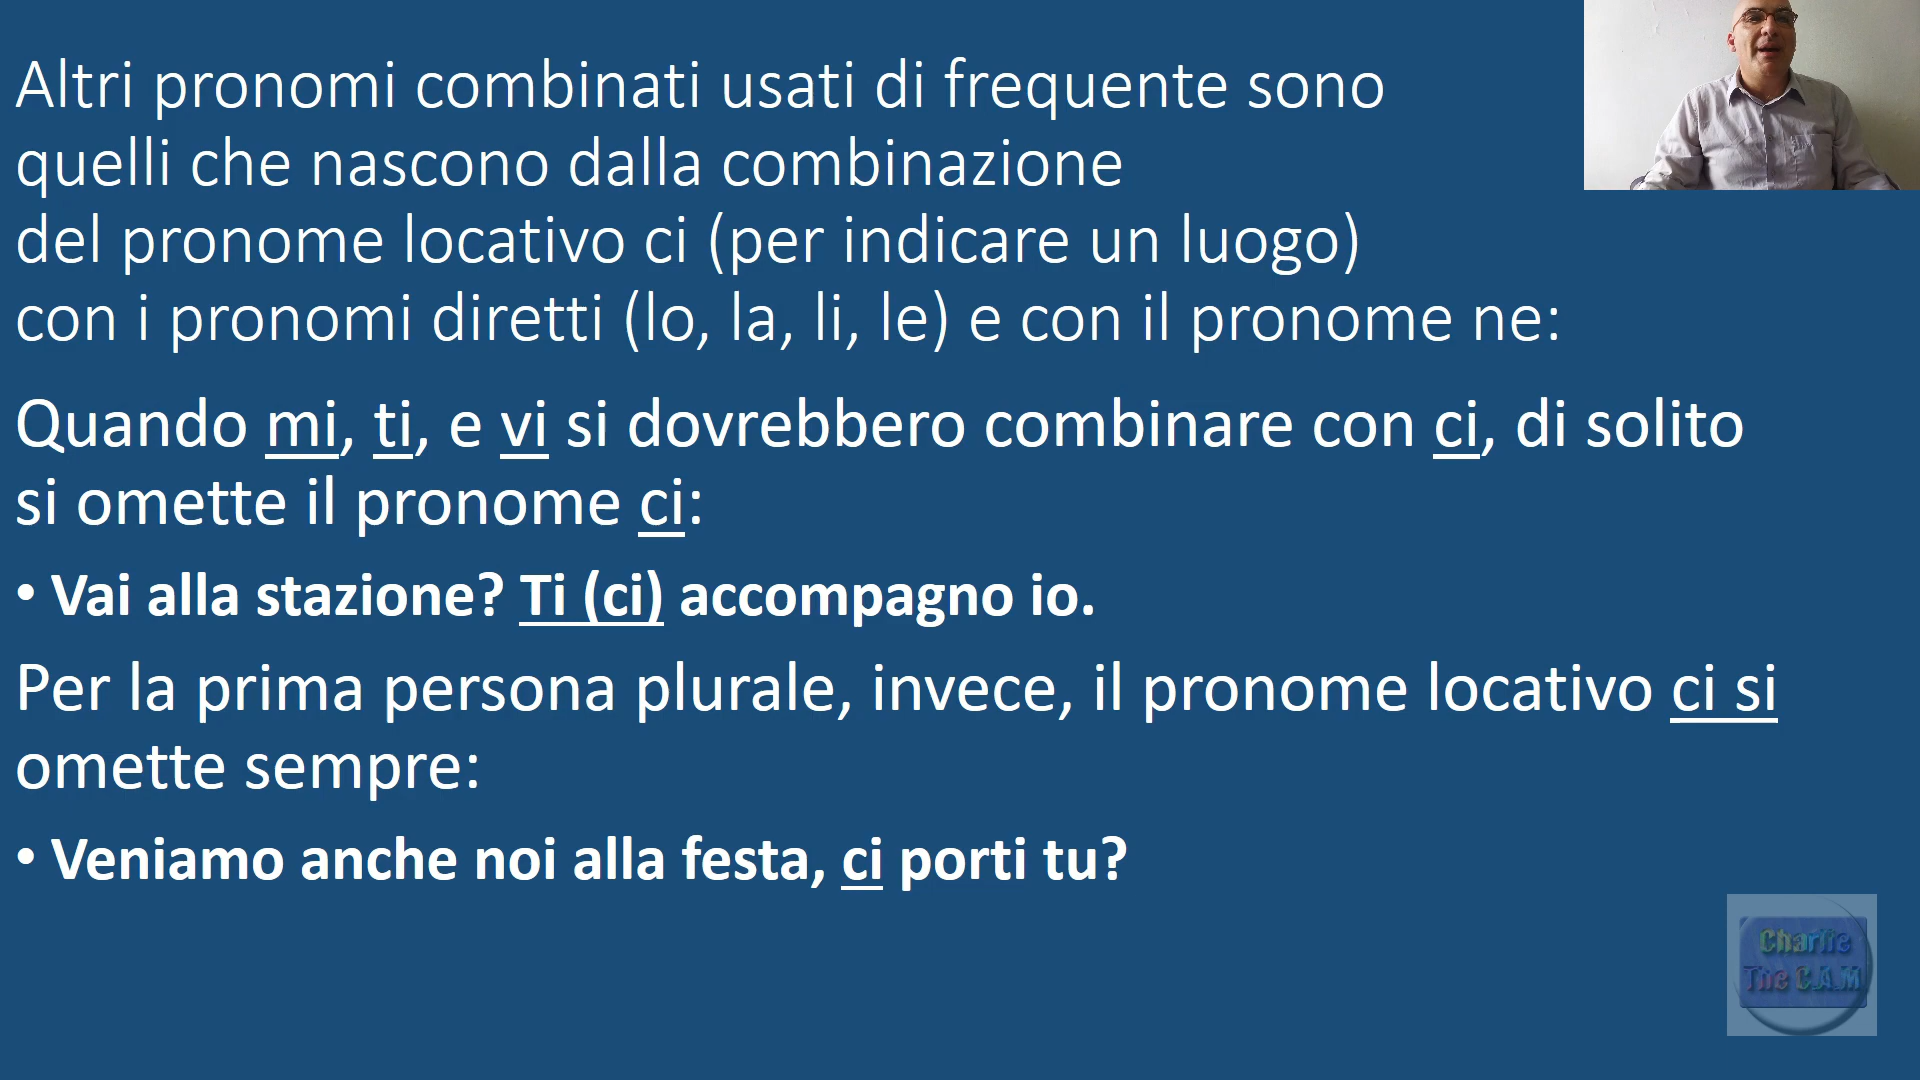 Altri pronomi combinati usati di frequente sono
quelli che nascono dalla combinazione
del pronome locativo ci (per indicare un luogo)
con i pronomi diretti (lo, la, li, le) e con il pronome ne:
Quando mi, ti, e vi si dovrebbero combinare con ci, di solito
si omette il pronome ci:
• Vai alla stazione? Ti (ci) accompagno io.
Per la prima persona plurale, invece, il pronome locativo ci si
omette sempre:
• Veniamo anche noi alla festa, ci porti tu?
Charlie
The C.A.M